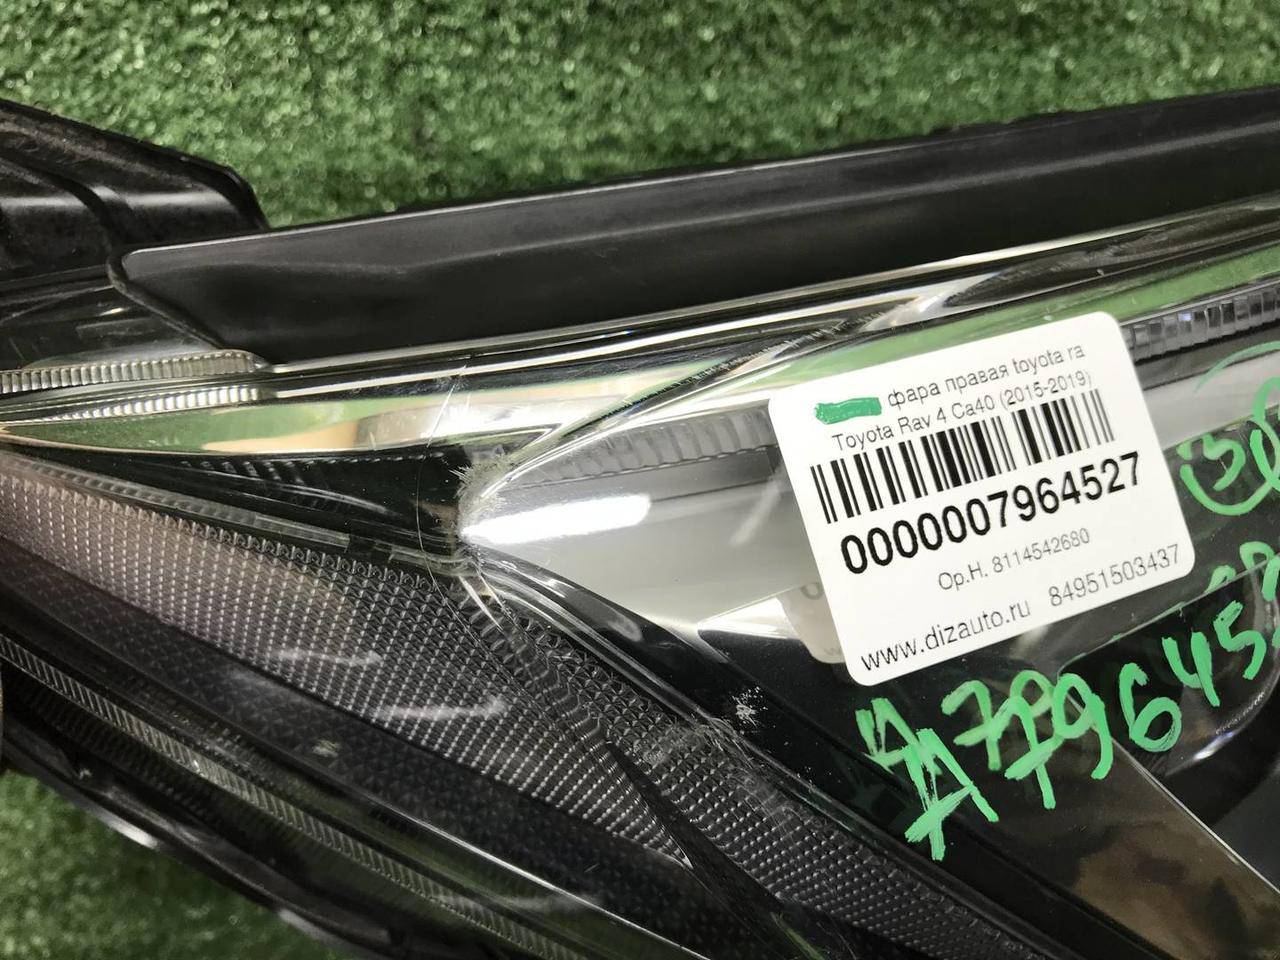 фара правая toyota ra
Toyota Rav 4 Ca40 (2015-2019)
0000007964527
Ор.Н. 8114542680
www.dizauto.ru 84951503437